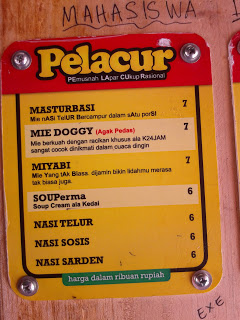 MAHASISWA
Pelacur
PEmusnah LApar CUkup Rasional
MASTURBASI 7
Mie nASi TelUR Bercampur dalam sAtu porSI
MIE DOGGY (Agak Pedas) 7
Mie berkuah dengan racikan khusus ala K24JAM
sangat cocok dinikmati dalam cuaca dingin
MIYABI 7
Mie Yang tAk BIasa. dijamin bikin lidahmu merasa
tak biasa juga.
SOUPerma 6
Soup Cream ala Kedai
NASI TELUR 6
NASI SOSIS 6
NASI SARDEN 6
harga dalam ribuan rupiah
EXE